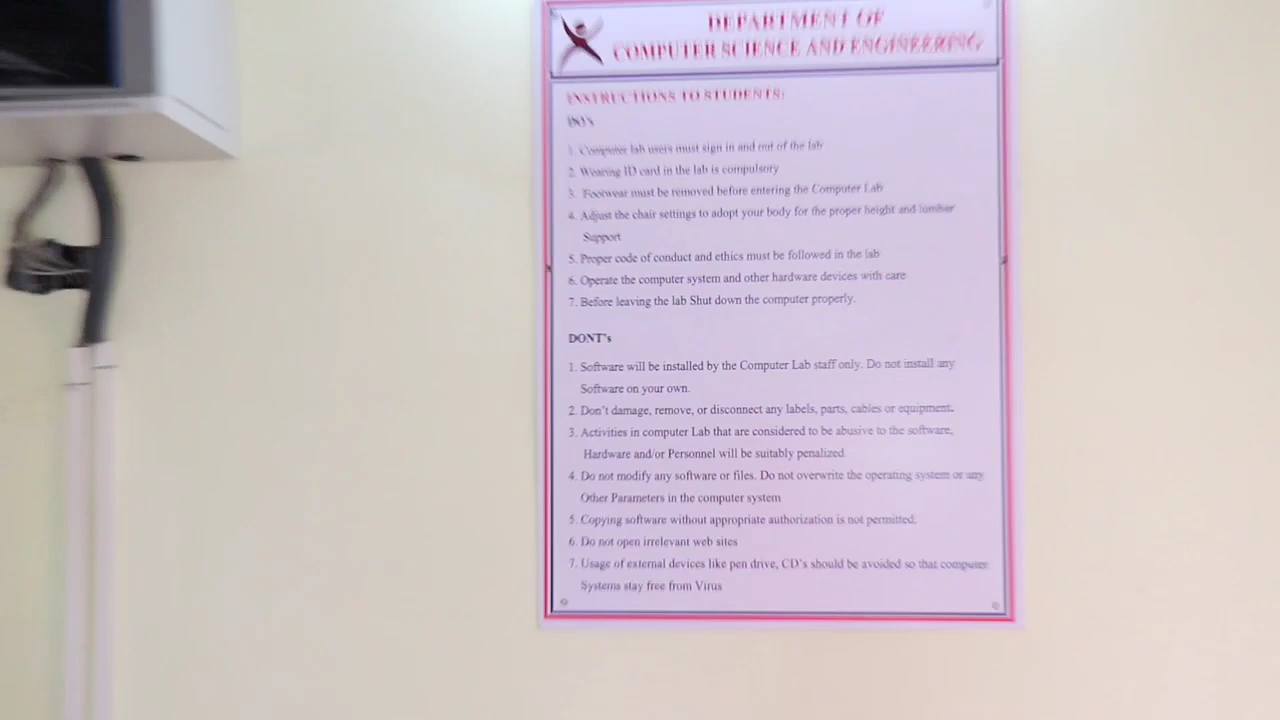 DEPARTMENT OF
COMPUTER SCIENCE AND ENGINEERING
INSTRUCTIONS TO STUDENTS:
DO's
1. Computer lab users must sign in and out of the lab
2. Wearing ID card in the lab is compulsory
3. Footwear must be removed before entering the Computer Lab
4. Adjust the chair settings to adopt your body for the proper height and lumber
Support
5. Proper code of conduct and ethics must be followed in the lab
6. Operate the computer system and other hardware devices with care
7. Before leaving the lab Shut down the computer properly.
DONT's
1. Software will be installed by the Computer Lab staff only. Do not install any
Software on your own.
2. Don't damage, remove, or disconnect any labels, parts, cables or equipment.
3. Activities in computer Lab that are considered to be abusive to the software,
Hardware and/or Personnel will be suitably penalized
4. Do not modify any software or files. Do not overwrite the operating system or any
Other Parameters in the computer system
5. Copying software without appropriate authorization is not permitted.
6. Do not open irrelevant web sites
7. Usage of external devices like pen drive, CD's should be avoided so that computer
Systems stay free from Virus